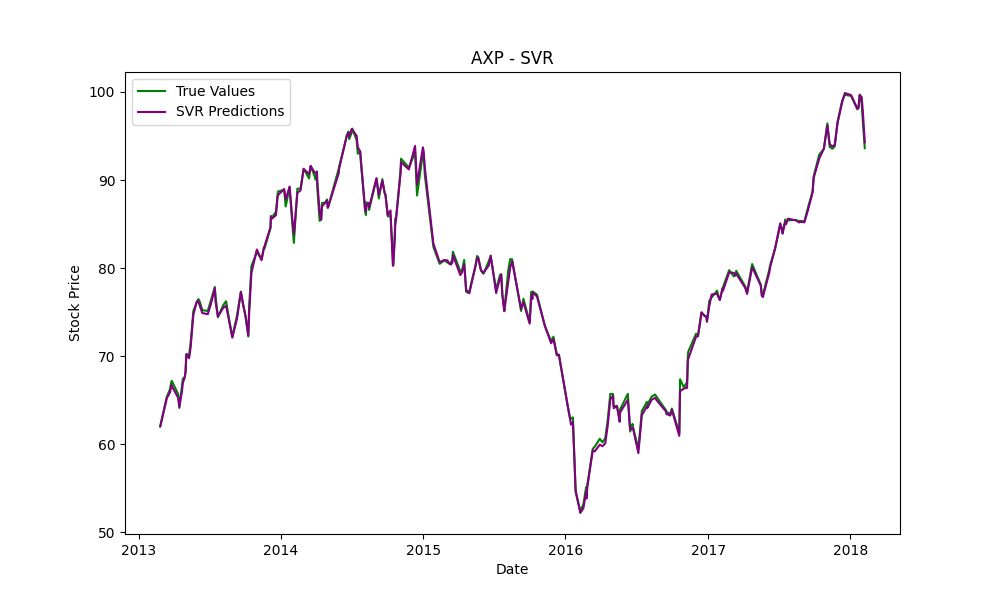 AXP - SVR
True Values
SVR Predictions
100
90
80
70
60
50
Stock Price
2013 2014 2015 2016 2017 2018
Date